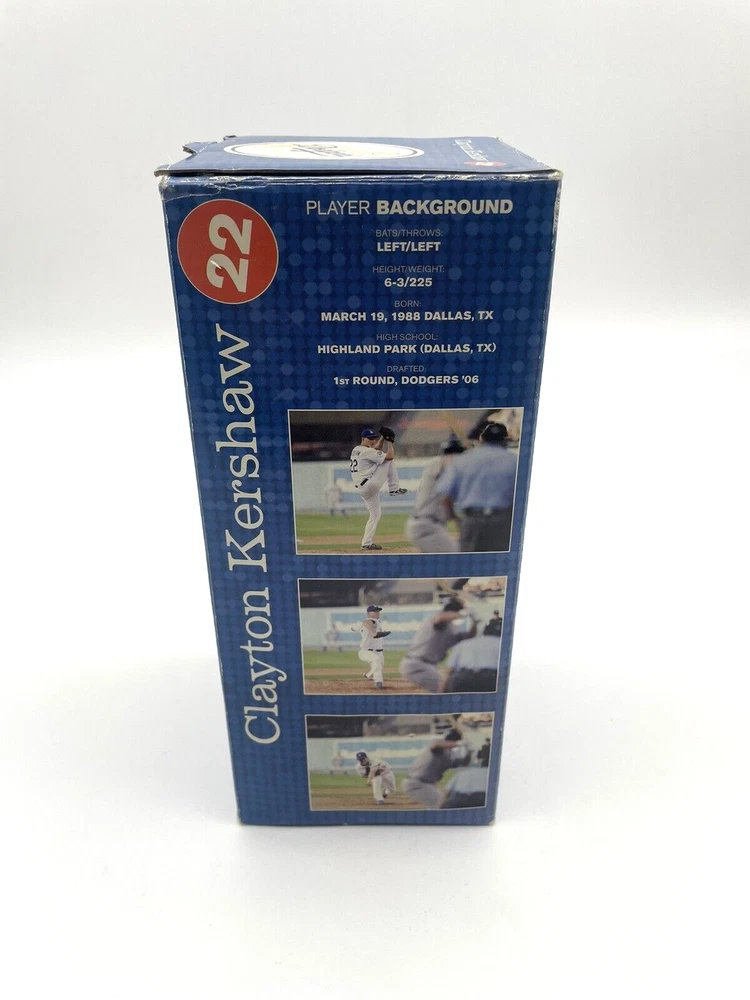 22
Clayton Kershaw
PLAYER BACKGROUND
BATS/THROWS:
LEFT/LEFT
HEIGHT/WEIGHT:
6-3/225
BORN:
MARCH 19, 1988 DALLAS, TX
HIGH SCHOOL:
HIGHLAND PARK (DALLAS, TX)
DRAFTED
1ST ROUND, DODGERS '06
22